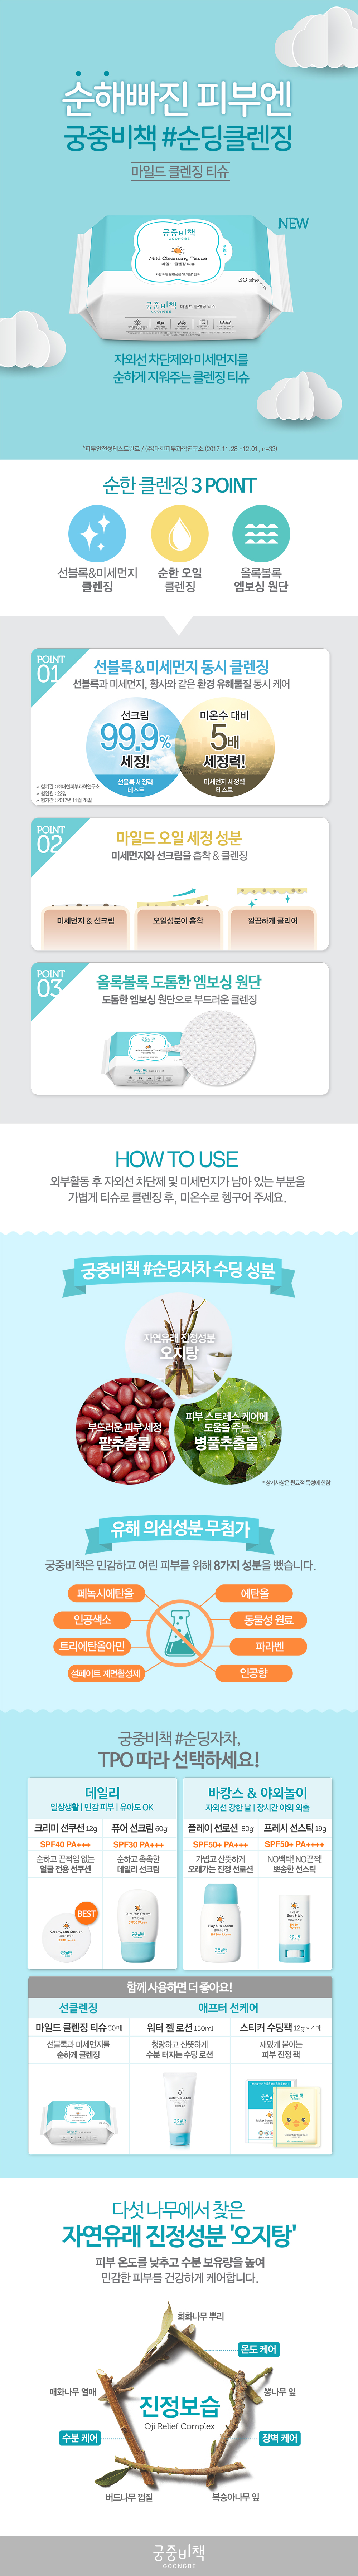 순해빠진 피부엔
궁중비책 #순딩클렌징
마일드 클렌징 티슈
NEW
궁중비책
GOONGBE
Mild Cleansing Tissue
마일드 클렌징 티슈
궁중비책 마일드 클렌징 티슈
자외선 차단제와 미세먼지를
순하게 지워주는 클렌징 티슈
*피부안전성테스트완료 / (주)대한피부과학연구소 (2017.11.28~12.01, n=33)
순한 클렌징 3 POINT
선블록&미세먼지
클렌징
순한 오일
클렌징
올록볼록
엠보싱 원단
POINT
01
선블록&미세먼지 동시 클렌징
선블록과 미세먼지, 황사와 같은 환경 유해물질 동시 케어
선크림
99.9%
세정!
선블록 세정력
테스트
미온수 대비
5배
세정력!
미세먼지 세정력
테스트
시험기관 : ㈜대한피부과학연구소
시험인원 : 22명
시험기간 : 2017년 11월 28일
POINT
02
마일드 오일 세정 성분
미세먼지와 선크림을 흡착 & 클렌징
미세먼지 & 선크림
오일성분이 흡착
깔끔하게 클리어
POINT
03
올록볼록 도톰한 엠보싱 원단
도톰한 엠보싱 원단으로 부드러운 클렌징
HOW TO USE
외부활동 후 자외선 차단제 및 미세먼지가 남아 있는 부분을
가볍게 티슈로 클렌징 후, 미온수로 헹구어 주세요.
궁중비책 #순딩자차 수딩 성분
자연유래 진정성분
오지탕
부드러운 피부 세정
팥추출물
피부 스트레스 케어에
도움을 주는
병풀추출물
* 상기사항은 원료적 특성에 한함
유해 의심성분 무첨가
궁중비책은 민감하고 여린 피부를 위해 8가지 성분을 뺐습니다.
페녹시에탄올
에탄올
인공색소
동물성 원료
트리에탄올아민
파라벤
설페이트 계면활성제
인공향
궁중비책 #순딩자차,
TPO 따라 선택하세요!
데일리
일상생활 | 민감 피부 | 유아도 OK
바캉스 & 야외놀이
자외선 강한 날 | 장시간 야외 외출
크리미 선쿠션 12g
SPF40 PA+++
순하고 끈적임 없는
얼굴 전용 선쿠션
BEST
퓨어 선크림 60g
SPF30 PA+++
순하고 촉촉한
데일리 선크림
플레이 선로션 80g
SPF50+ PA+++
가볍고 산뜻하게
오래가는 진정 선로션
프레시 선스틱 19g
SPF50+ PA++++
NO백탁! NO끈적!
뽀송한 선스틱
함께 사용하면 더 좋아요!
선클렌징
애프터 선케어
마일드 클렌징 티슈 30매
선블록과 미세먼지를
순하게 클렌징
워터 젤 로션 150ml
청량하고 산뜻하게
수분 터지는 수딩 로션
스티커 수딩팩 12g * 4매
재밌게 붙이는
피부 진정 팩
다섯 나무에서 찾은
자연유래 진정성분 '오지탕'
피부 온도를 낮추고 수분 보유량을 높여
민감한 피부를 건강하게 케어합니다.
회화나무 뿌리
온도 케어
매화나무 열매
뽕나무 잎
진정보습
Oji Relief Complex
수분 케어
장벽 케어
버드나무 껍질
복숭아나무 잎
궁중비책
GOONGBE